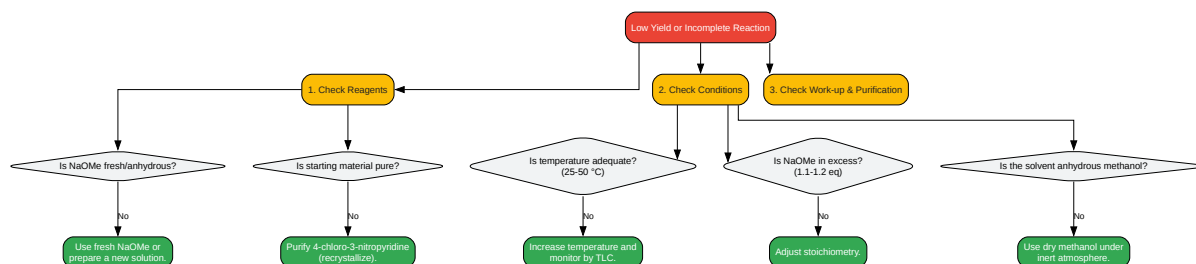 Low Yield or Incomplete Reaction
1. Check Reagents
2. Check Conditions
3. Check Work-up & Purification
Is NaOMe fresh/anhydrous?
Is starting material pure?
Is temperature adequate?
(25-50 °C)
Is NaOMe in excess?
(1.1-1.2 eq)
Is the solvent anhydrous methanol?
No
No
No
No
No
Use fresh NaOMe or
prepare a new solution.
Purify 4-chloro-3-nitropyridine
(recrystallize).
Increase temperature and
monitor by TLC.
Adjust stoichiometry.
Use dry methanol under
inert atmosphere.